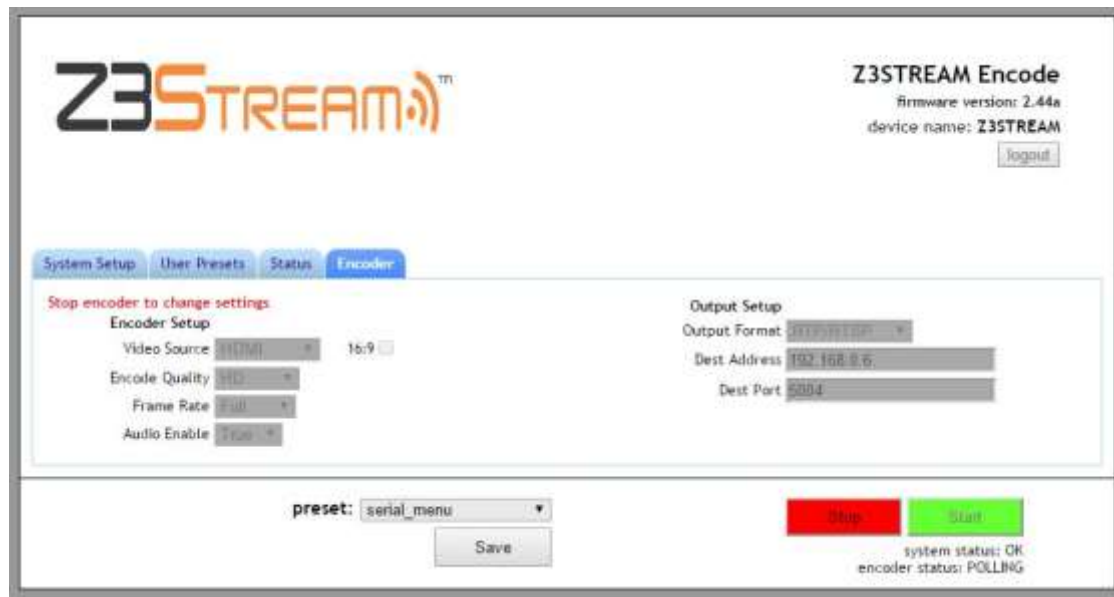 Z3STREAM™
Z3STREAM Encode
firmware version: 2.44a
device name: Z3STREAM
logout
System Setup User Presets Status Encoder
Stop encoder to change settings
Encoder Setup
Video Source HDMI 16:9
Encode Quality HD
Frame Rate Full
Audio Enable True
Output Setup
Output Format
Dest Address 192.168.0.6
Dest Port 5004
preset: serial_menu
Save
Stop Start
system status: OK
encoder status: POLLING